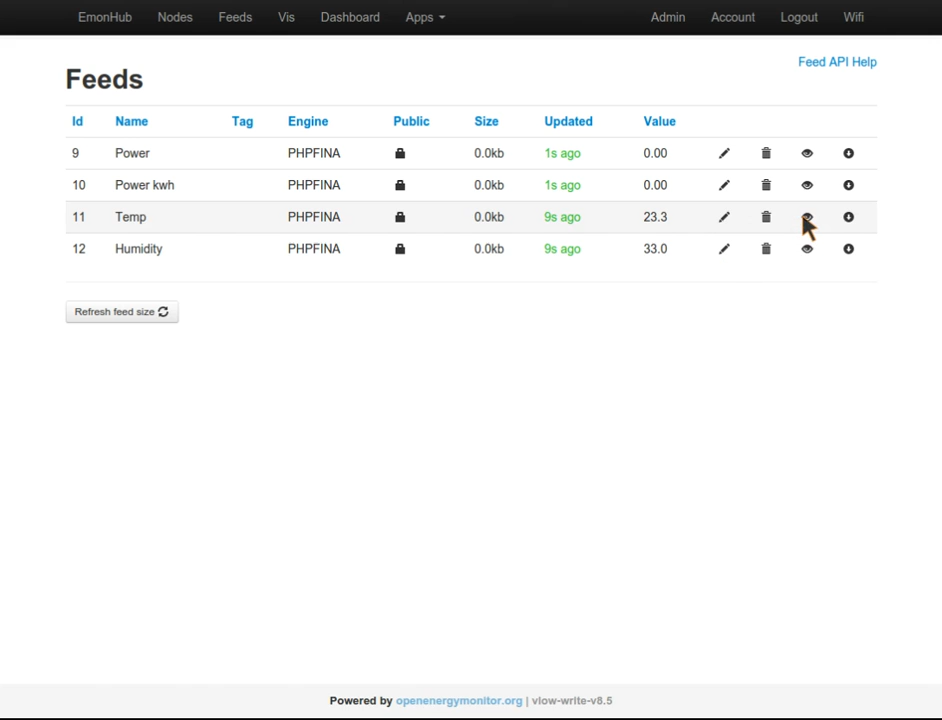 EmonHub Nodes Feeds Vis Dashboard Apps Admin Account Logout Wifi
Feed API Help
Feeds
Id Name Tag Engine Public Size Updated Value
9 Power PHPFINA 0.0kb 1s ago 0.00
10 Power kwh PHPFINA 0.0kb 1s ago 0.00
11 Temp PHPFINA 0.0kb 9s ago 23.3
12 Humidity PHPFINA 0.0kb 9s ago 33.0
Refresh feed size
Powered by openenergymonitor.org | vlow-write-v8.5